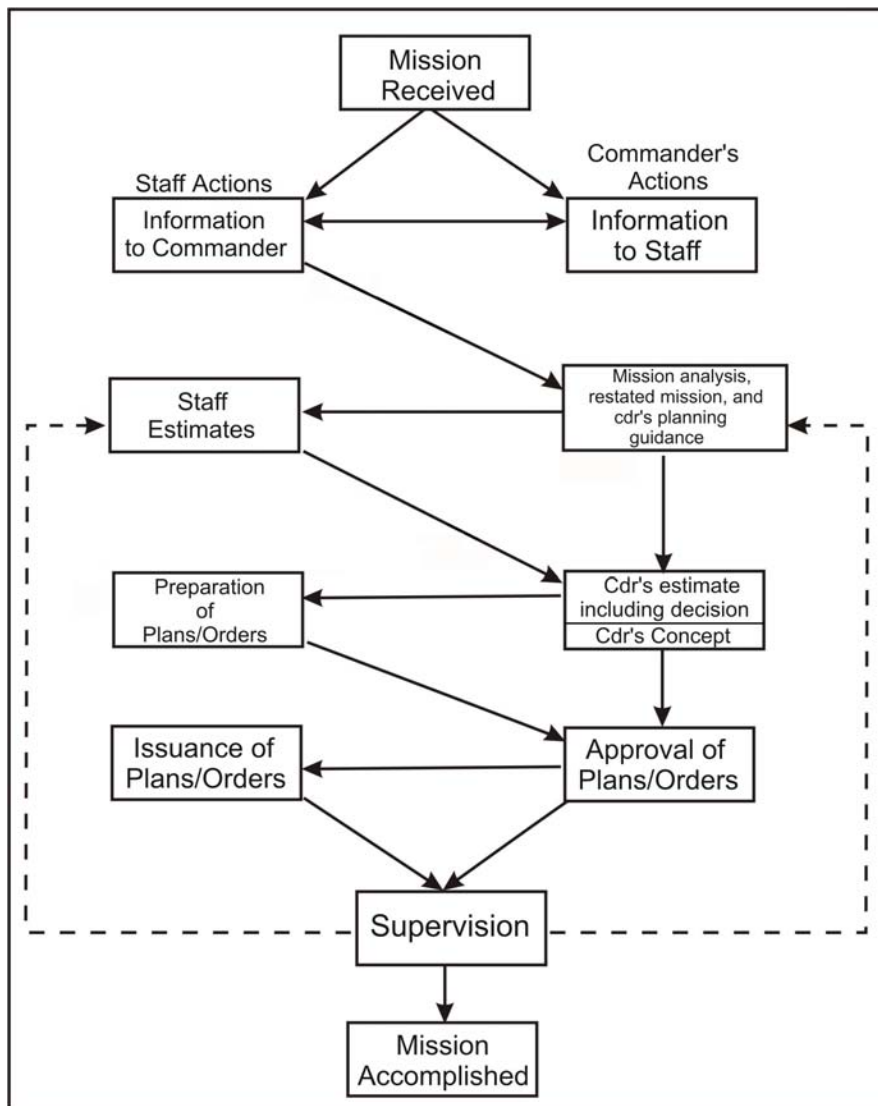 Mission
Received
Staff Actions
Commander's
Actions
Information
to Commander
Information
to Staff
Staff
Estimates
Mission analysis,
restated mission, and
cdr's planning
guidance
Preparation
of
Plans/Orders
Cdr's estimate
including decision
Cdr's Concept
Issuance of
Plans/Orders
Approval of
Plans/Orders
Supervision
Mission
Accomplished